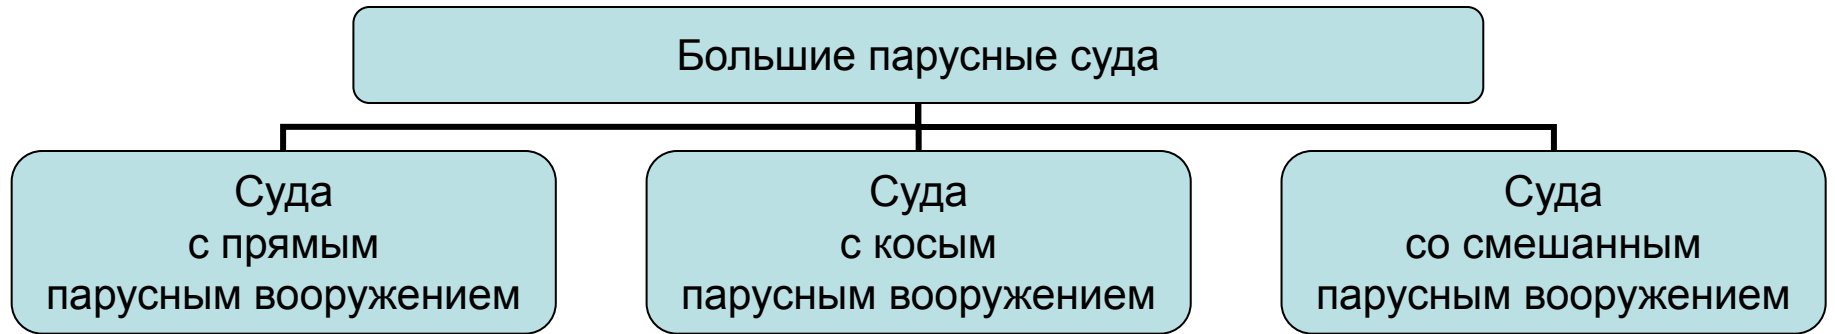 Большие парусные суда
Суда
с прямым
парусным вооружением
Суда
с косым
парусным вооружением
Суда
со смешанным
парусным вооружением